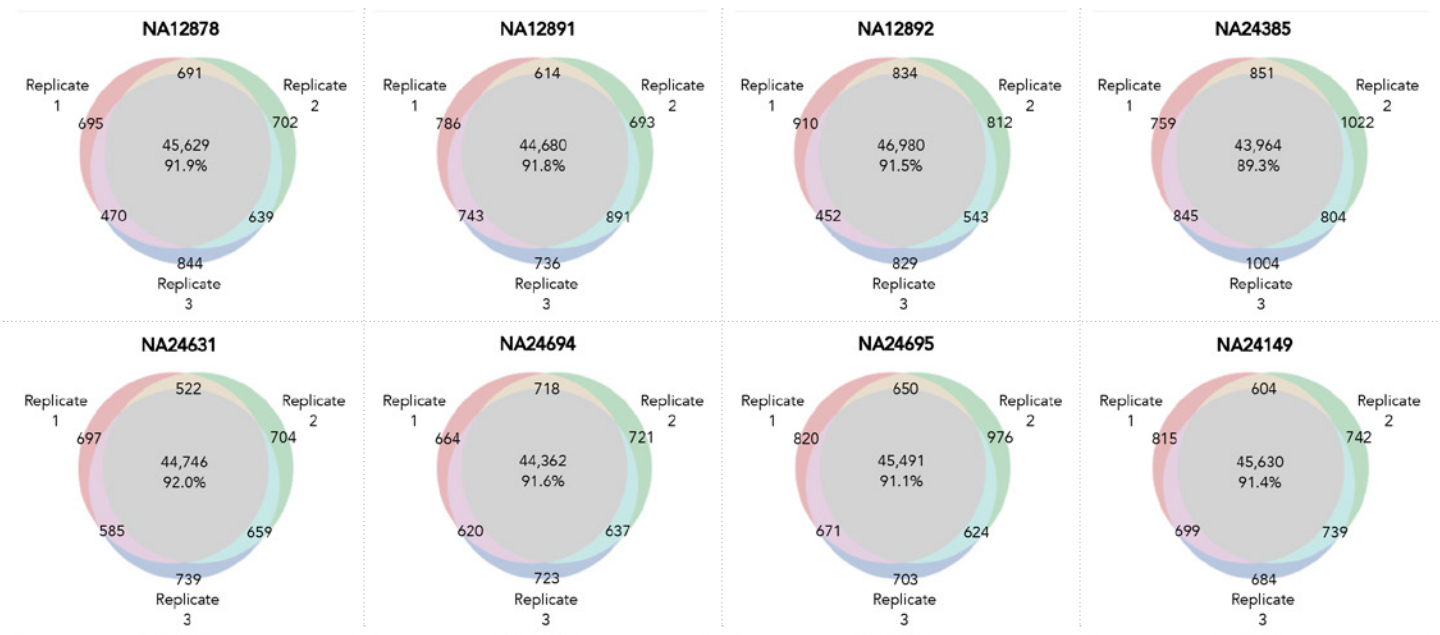 NA12878
691
Replicate
1
Replicate
2
695
702
45,629
91.9%
470
639
844
Replicate
3
NA12891
614
Replicate
1
Replicate
2
786
693
44,680
91.8%
743
891
736
Replicate
3
NA12892
834
Replicate
1
Replicate
2
910
812
46,980
91.5%
452
543
829
Replicate
3
NA24385
851
Replicate
1
Replicate
2
759
1022
43,964
89.3%
845
804
1004
Replicate
3
NA24631
522
Replicate
1
Replicate
2
697
704
44,746
92.0%
585
659
739
Replicate
3
NA24694
718
Replicate
1
Replicate
2
664
721
44,362
91.6%
620
637
723
Replicate
3
NA24695
650
Replicate
1
Replicate
2
820
976
45,491
91.1%
671
624
703
Replicate
3
NA24149
604
Replicate
1
Replicate
2
815
742
45,630
91.4%
699
739
684
Replicate
3